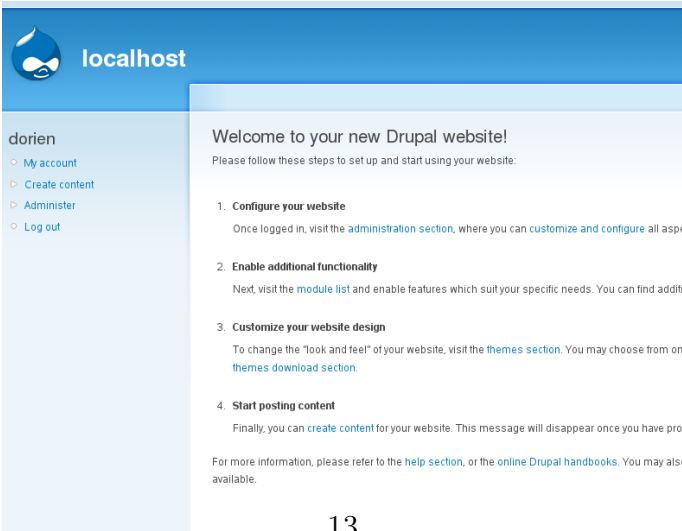 localhost
dorien
My account
Create content
Administer
Log out
Welcome to your new Drupal website!
Please follow these steps to set up and start using your website:
1. Configure your website
Once logged in, visit the administration section, where you can customize and configure all
2. Enable additional functionality
Next, visit the module list and enable features which suit your specific needs. You can find
3. Customize your website design
To change the "look and feel" of your website, visit the themes section. You may choose from
themes download section.
4. Start posting content
Finally, you can create content for your website. This message will disappear once you have
For more information, please refer to the help section, or the online Drupal handbooks. You may
available.
13